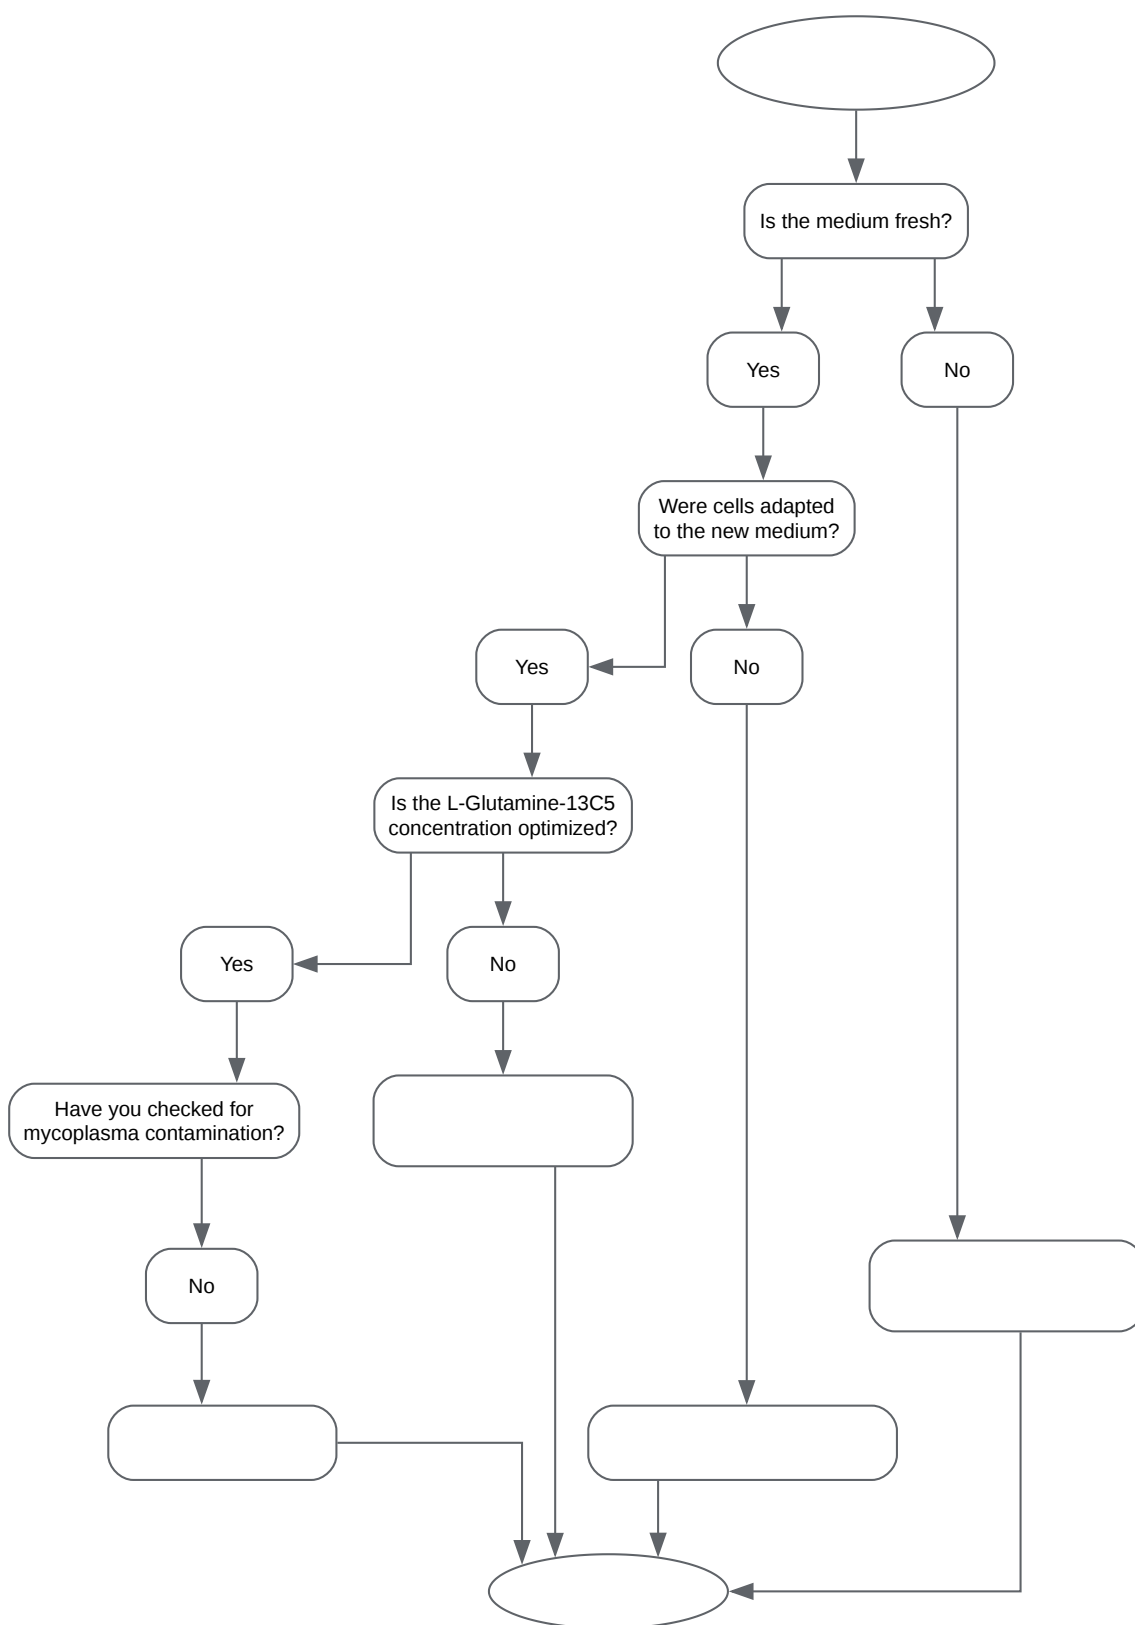 Is the medium fresh?
Yes
No
Were cells adapted
to the new medium?
Yes
No
Is the L-Glutamine-13C5
concentration optimized?
Yes
No
Have you checked for
mycoplasma contamination?
No